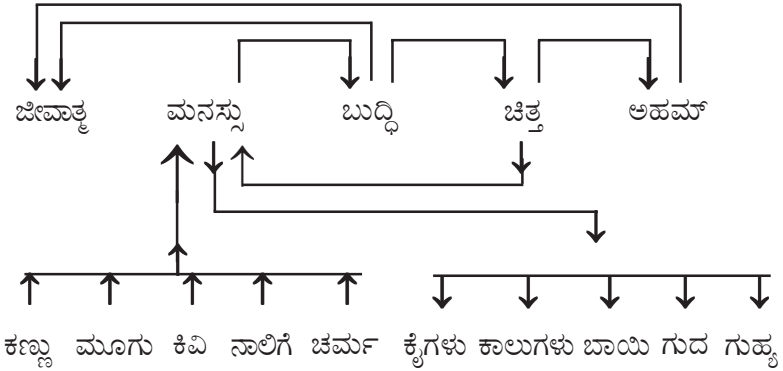 ಜೀವಾತ್ಮ ಮನಸ್ಸು ಬುದ್ಧಿ ಚಿತ್ತ ಅಹಮ್
ಕಣ್ಣು ಮೂಗು ಕಿವಿ ನಾಲಿಗೆ ಚರ್ಮ ಕೈಗಳು ಕಾಲುಗಳು ಬಾಯಿ ಗುದ ಗುಹ್ಯ